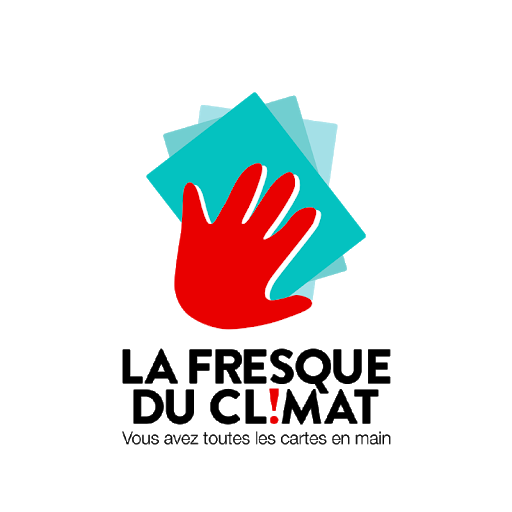 LA FRESQUE
DU CL!MAT
Vous avez toutes les cartes en main